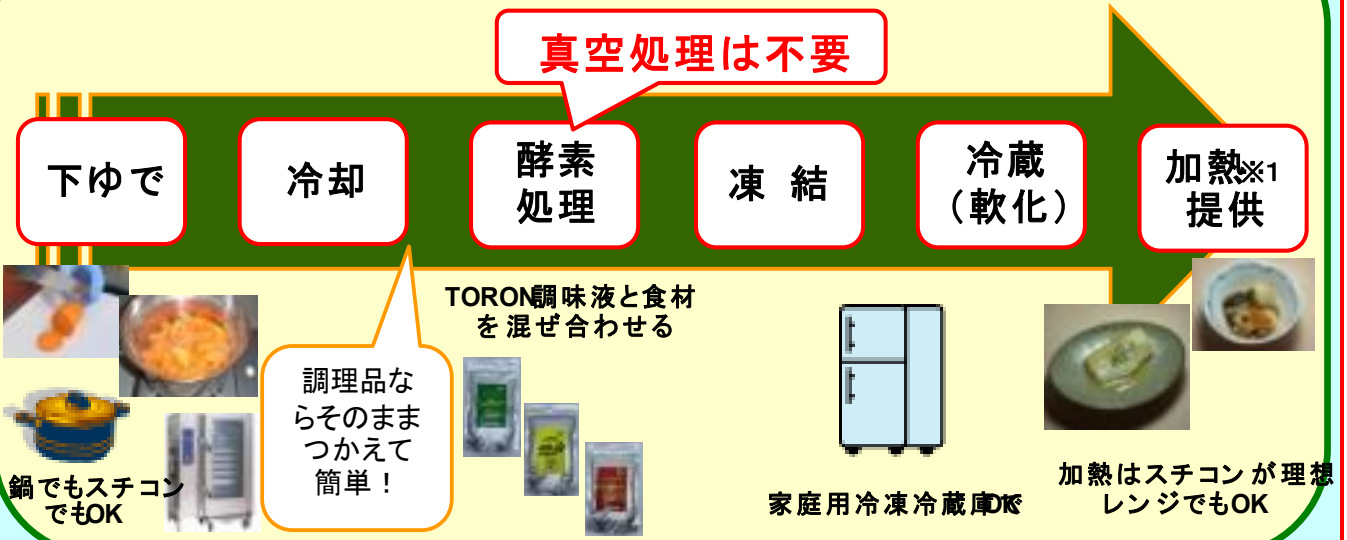 真空処理は不要
下ゆで
冷却
酵素
処理
凍 結
冷蔵
（軟化）
加熱※1
提供
TORON調味液と食材
を混ぜ合わせる
調理品な
らそのまま
つかえて
簡単！
鍋でもスチコン
でもOK
家庭用冷凍冷蔵庫でOK
加熱はスチコンが理想
レンジでもOK